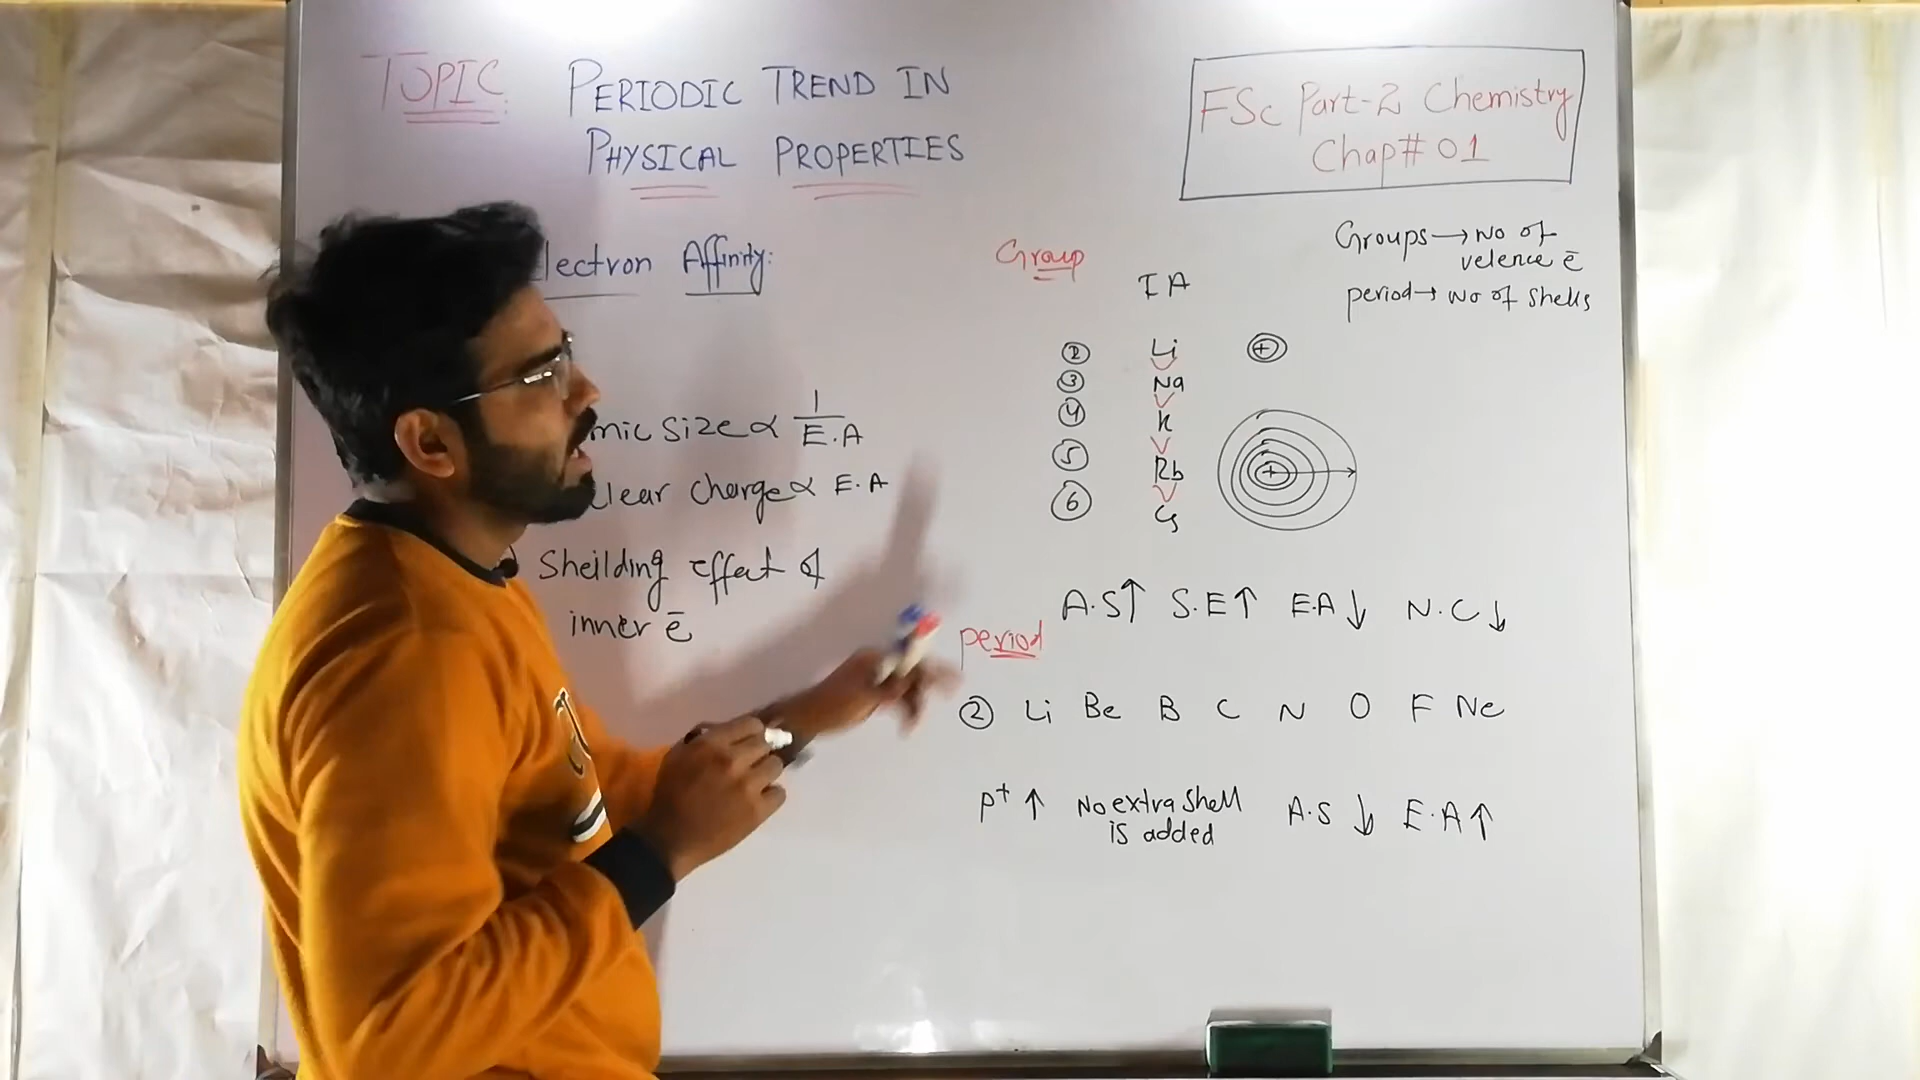 TOPIC: PERIODIC TREND IN
PHYSICAL PROPERTIES
FSc Part-2 Chemistry
Chap# 01
lectron Affinity:
mic size ∝ 1/E.A
lear charge ∝ E.A
Sheilding effect of
inner ē
Groups → No of
velence ē
period → No of shells
Group
I A
② Li +
③ Na
④ K
⑤ Rb +
⑥ Cs
A.S↑ S.E↑ E.A↓ N.C↓
period
② Li Be B C N O F Ne
P+ ↑ No extra shell
is added
A.S ↓ E.A↑